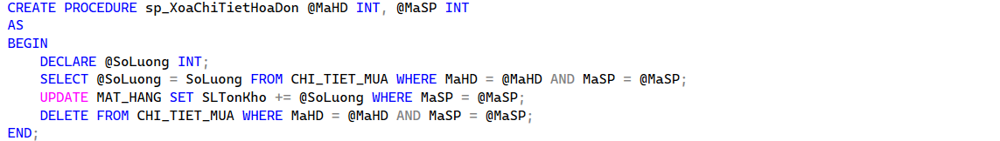 CREATE PROCEDURE sp_XoaChiTietHoaDon @MaHD INT, @MaSP INT
AS
BEGIN
    DECLARE @SoLuong INT;
    SELECT @SoLuong = SoLuong FROM CHI_TIET_MUA WHERE MaHD = @MaHD AND MaSP = @MaSP;
    UPDATE MAT_HANG SET SLTonKho += @SoLuong WHERE MaSP = @MaSP;
    DELETE FROM CHI_TIET_MUA WHERE MaHD = @MaHD AND MaSP = @MaSP;
END;